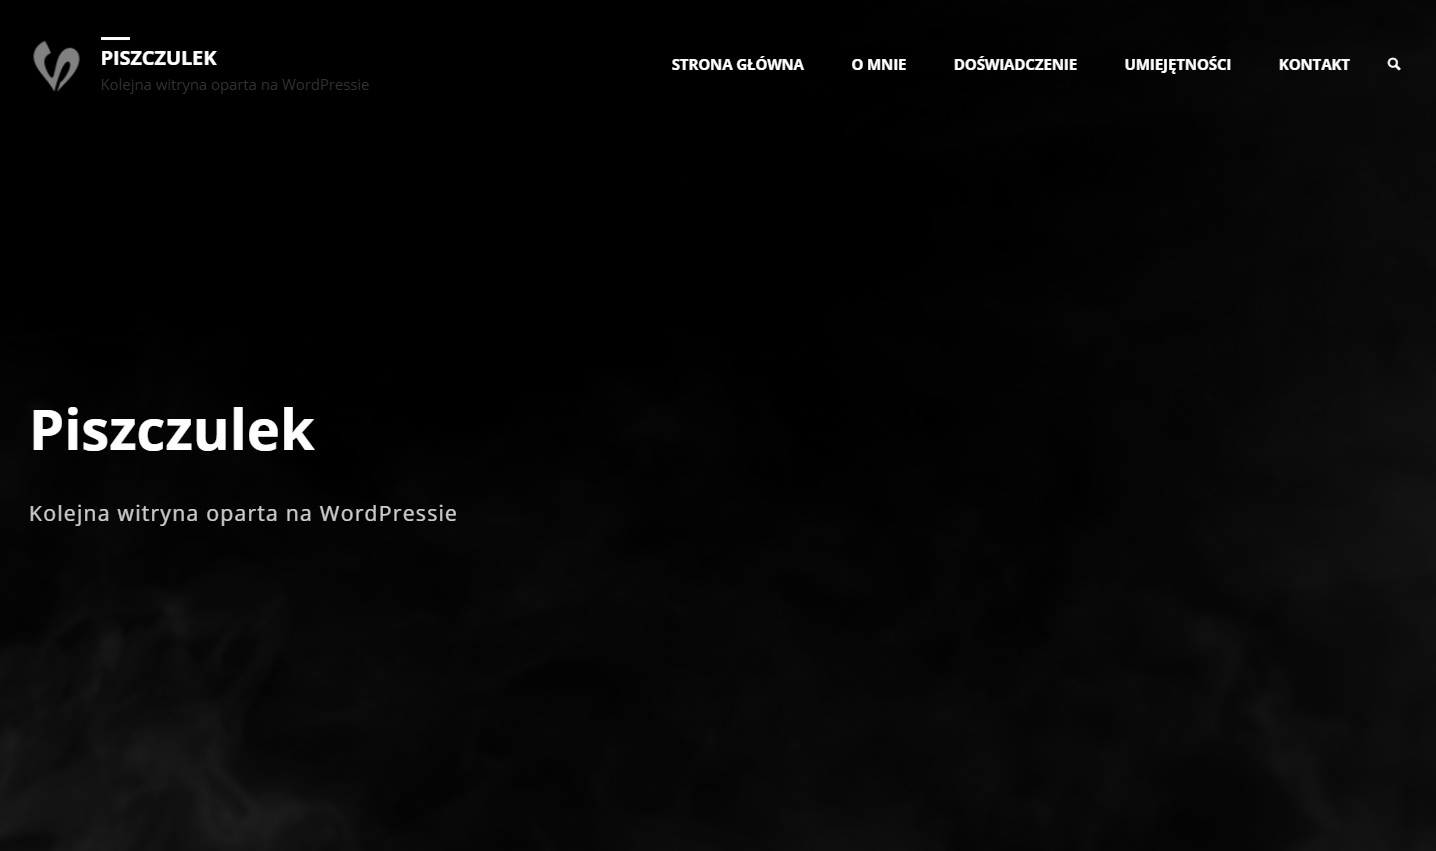 PISZCZULEK
Kolejna witryna oparta na WordPressie
STRONA GŁÓWNA O MNIE DOŚWIADCZENIE UMIEJĘTNOŚCI KONTAKT
Piszczulek
Kolejna witryna oparta na WordPressie